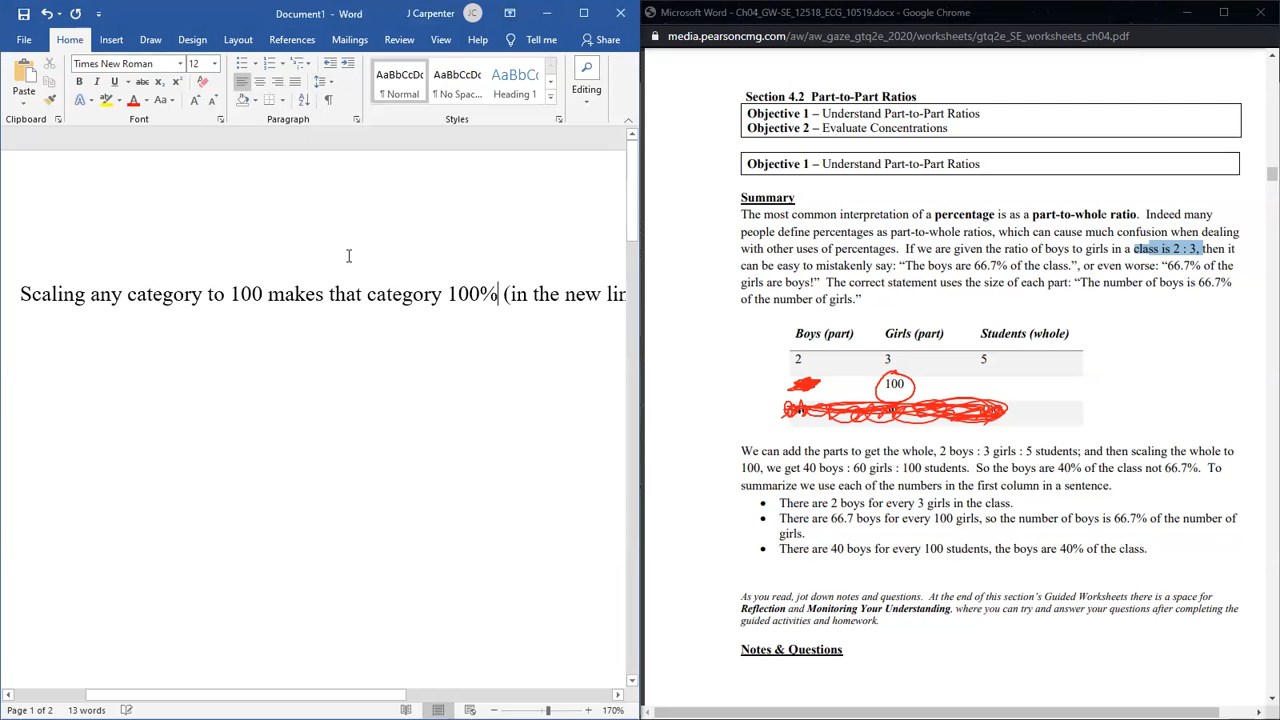 Document1 - Word
J Carpenter
JC
File
Home
Insert
Draw
Design
Layout
References
Mailings
Review
View
Help
Tell me
Share
Paste
Clipboard
Times New Roman
12
Font
Paragraph
AaBbCcDc
¶ Normal
AaBbCcDc
¶ No Spac...
AaBbCc
Heading 1
Styles
Editing
Scaling any category to 100 makes that category 100% (in the new lin
Page 1 of 2
13 words
170%
Microsoft Word - Ch04_GW-SE_12518_ECG_10519.docx - Google Chrome
media.pearsoncmg.com/aw/aw_gaze_gtq2e_2020/worksheets/gtq2e_SE_worksheets_ch04.pdf
Section 4.2 Part-to-Part Ratios
Objective 1 – Understand Part-to-Part Ratios
Objective 2 – Evaluate Concentrations
Objective 1 – Understand Part-to-Part Ratios
Summary
The most common interpretation of a percentage is as a part-to-whole ratio. Indeed many
people define percentages as part-to-whole ratios, which can cause much confusion when dealing
with other uses of percentages. If we are given the ratio of boys to girls in a class is 2 : 3, then it
can be easy to mistakenly say: “The boys are 66.7% of the class.”, or even worse: “66.7% of the
girls are boys!” The correct statement uses the size of each part: “The number of boys is 66.7%
of the number of girls.”
Boys (part) Girls (part) Students (whole)
2 3 5
100
We can add the parts to get the whole, 2 boys : 3 girls : 5 students; and then scaling the whole to
100, we get 40 boys : 60 girls : 100 students. So the boys are 40% of the class not 66.7%. To
summarize we use each of the numbers in the first column in a sentence.
• There are 2 boys for every 3 girls in the class.
• There are 66.7 boys for every 100 girls, so the number of boys is 66.7% of the number of
girls.
• There are 40 boys for every 100 students, the boys are 40% of the class.
As you read, jot down notes and questions. At the end of this section’s Guided Worksheets there is a space for
Reflection and Monitoring Your Understanding, where you can try and answer your questions after completing the
guided activities and homework.
Notes & Questions